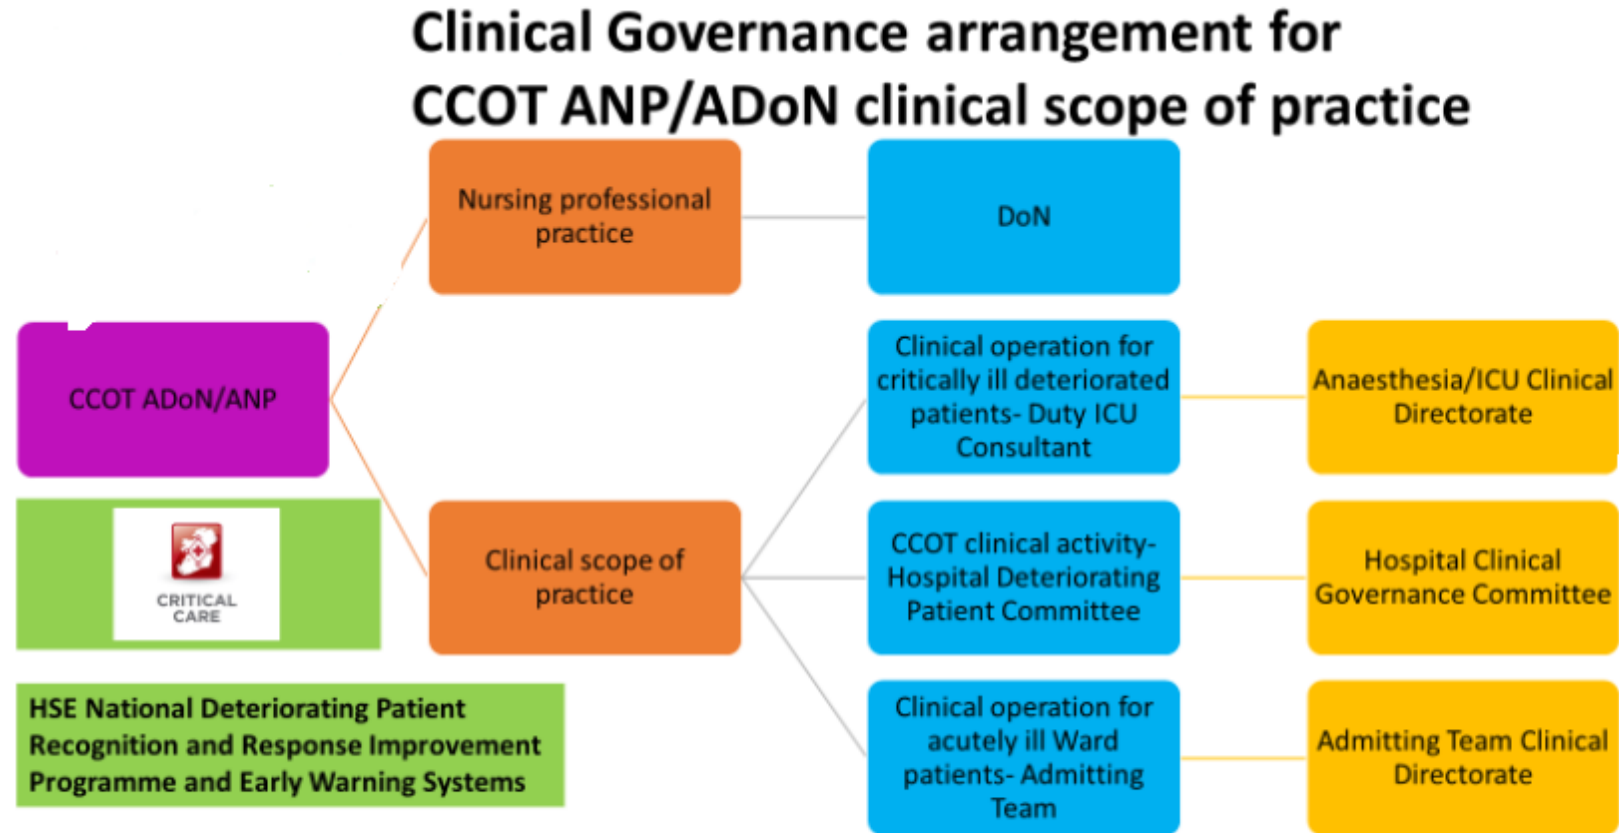 Clinical Governance arrangement for
CCOT ANP/ADoN clinical scope of practice
Nursing professional
practice
DoN
CCOT ADoN/ANP
Clinical operation for
critically ill deteriorated
patients- Duty ICU
Consultant
Anaesthesia/ICU Clinical
Directorate
CRITICAL
CARE
Clinical scope of
practice
CCOT clinical activity-
Hospital Deteriorating
Patient Committee
Hospital Clinical
Governance Committee
HSE National Deteriorating Patient
Recognition and Response Improvement
Programme and Early Warning Systems
Clinical operation for
acutely ill Ward
patients- Admitting
Team
Admitting Team Clinical
Directorate